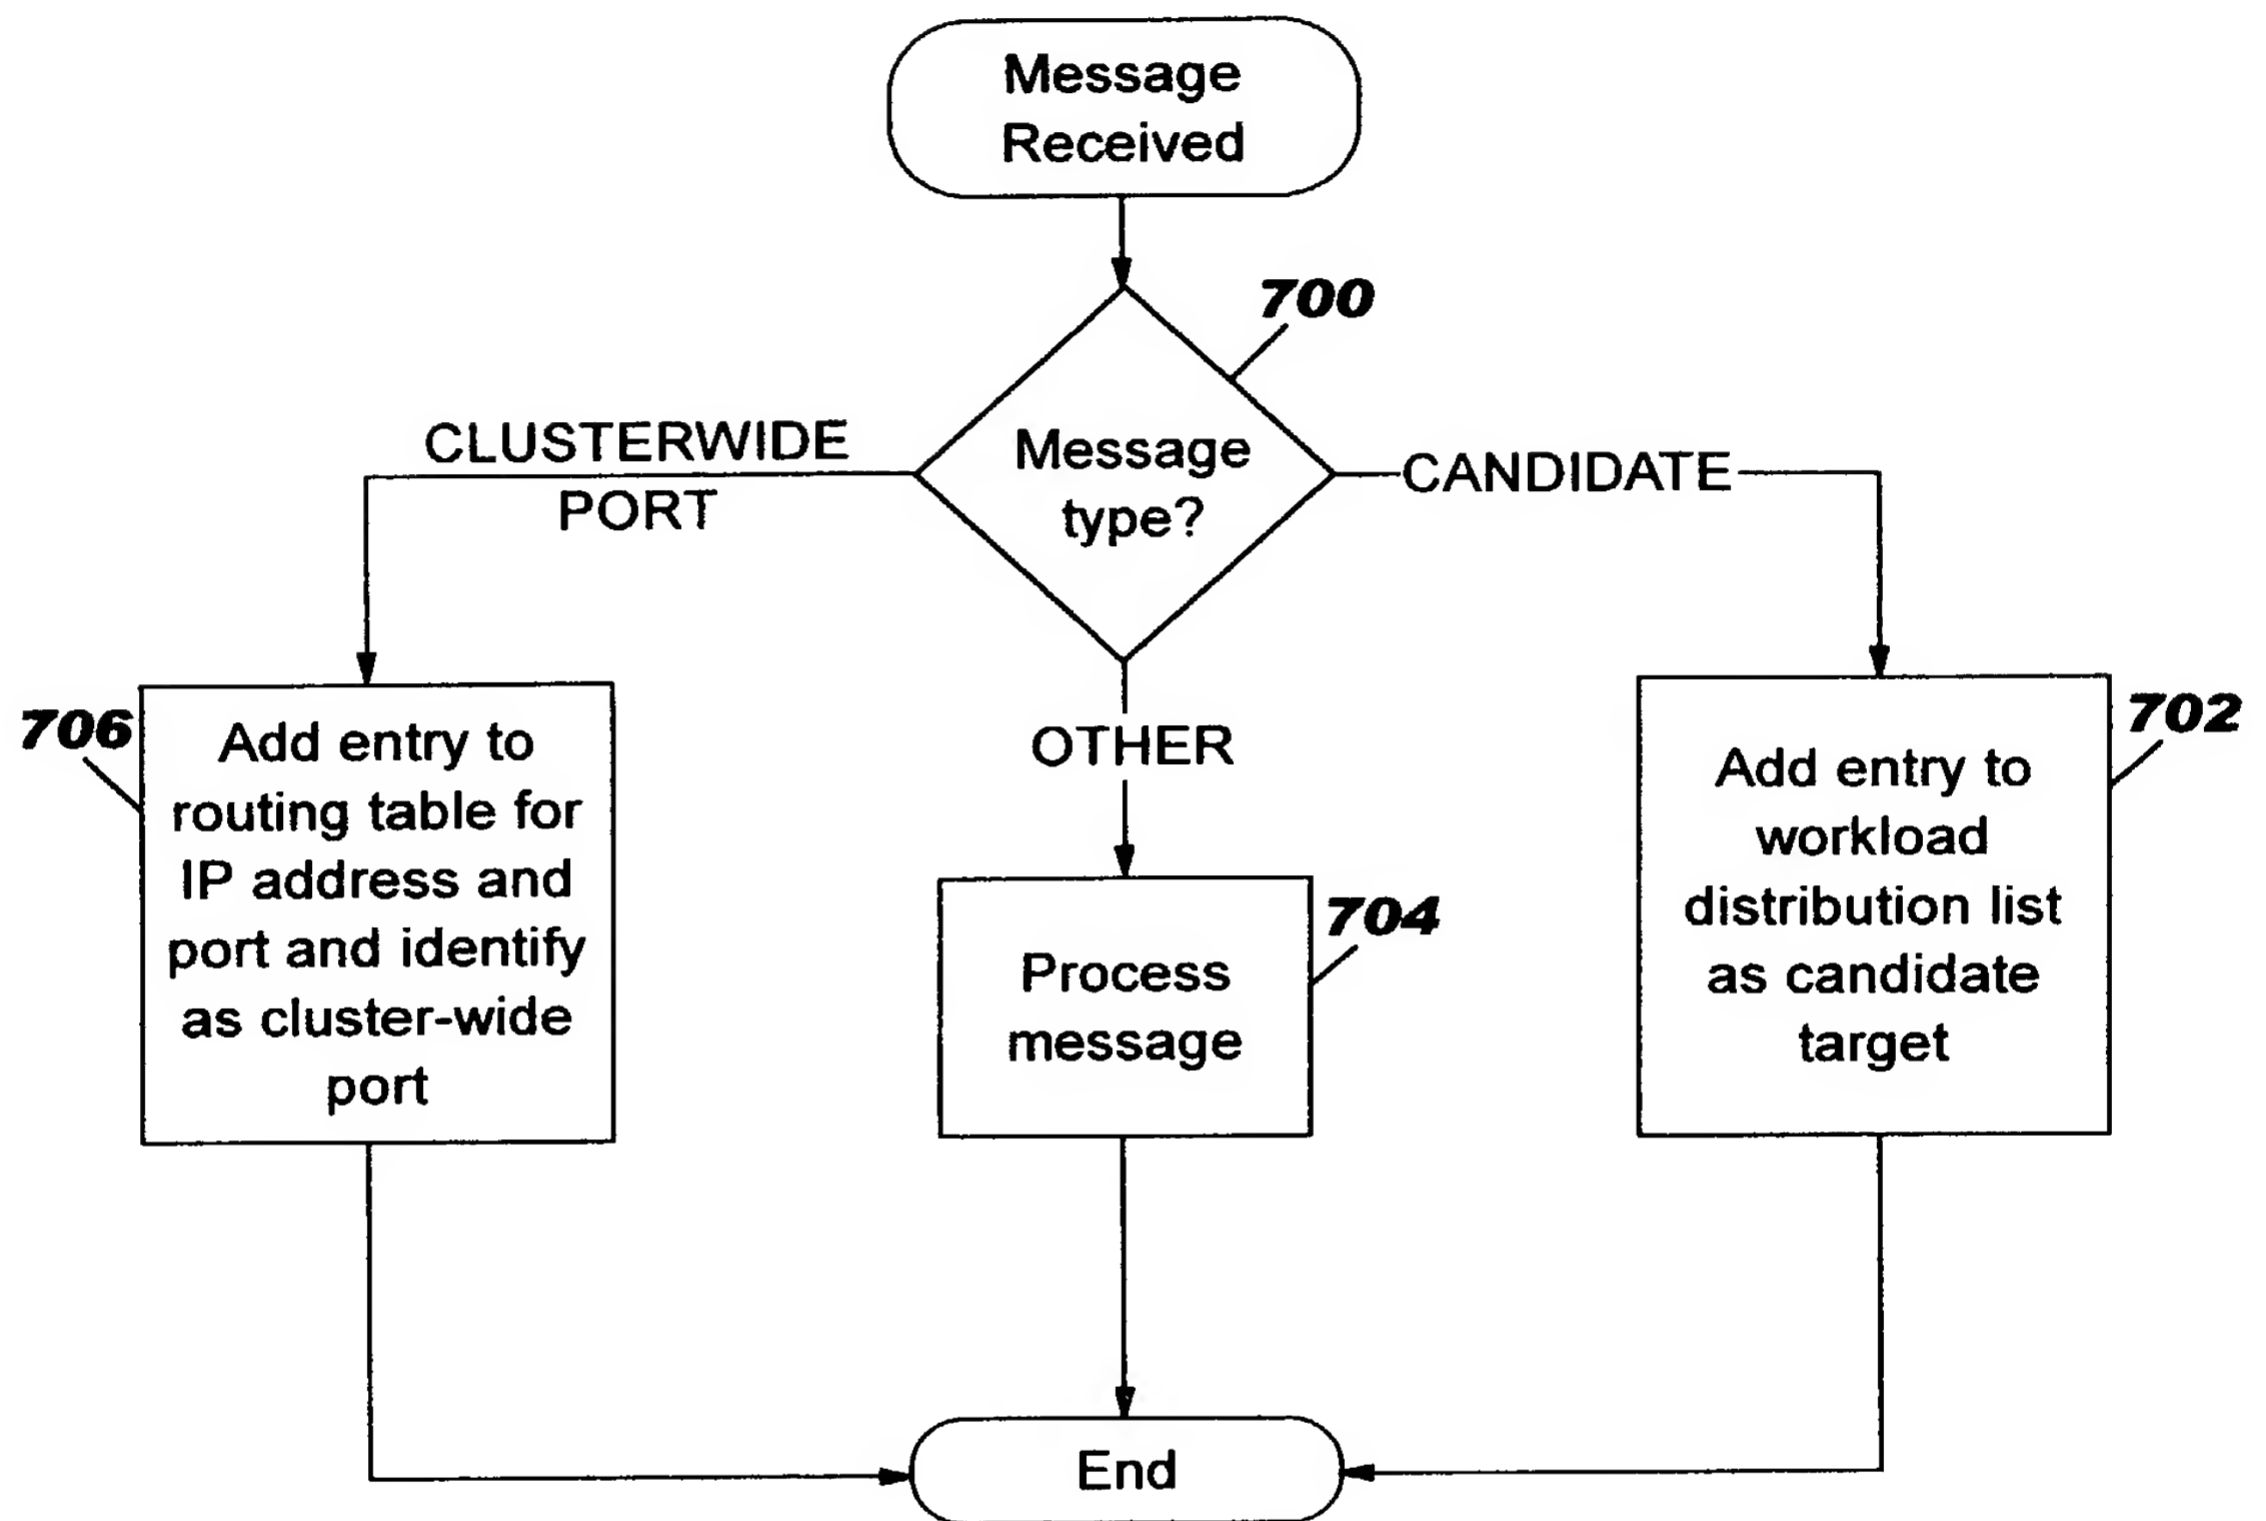 Message
Received
700
Message
type?
CLUSTERWIDE
PORT
CANDIDATE
OTHER
706
Add entry to
routing table for
IP address and
port and identify
as cluster-wide
port
704
Process
message
702
Add entry to
workload
distribution list
as candidate
target
End